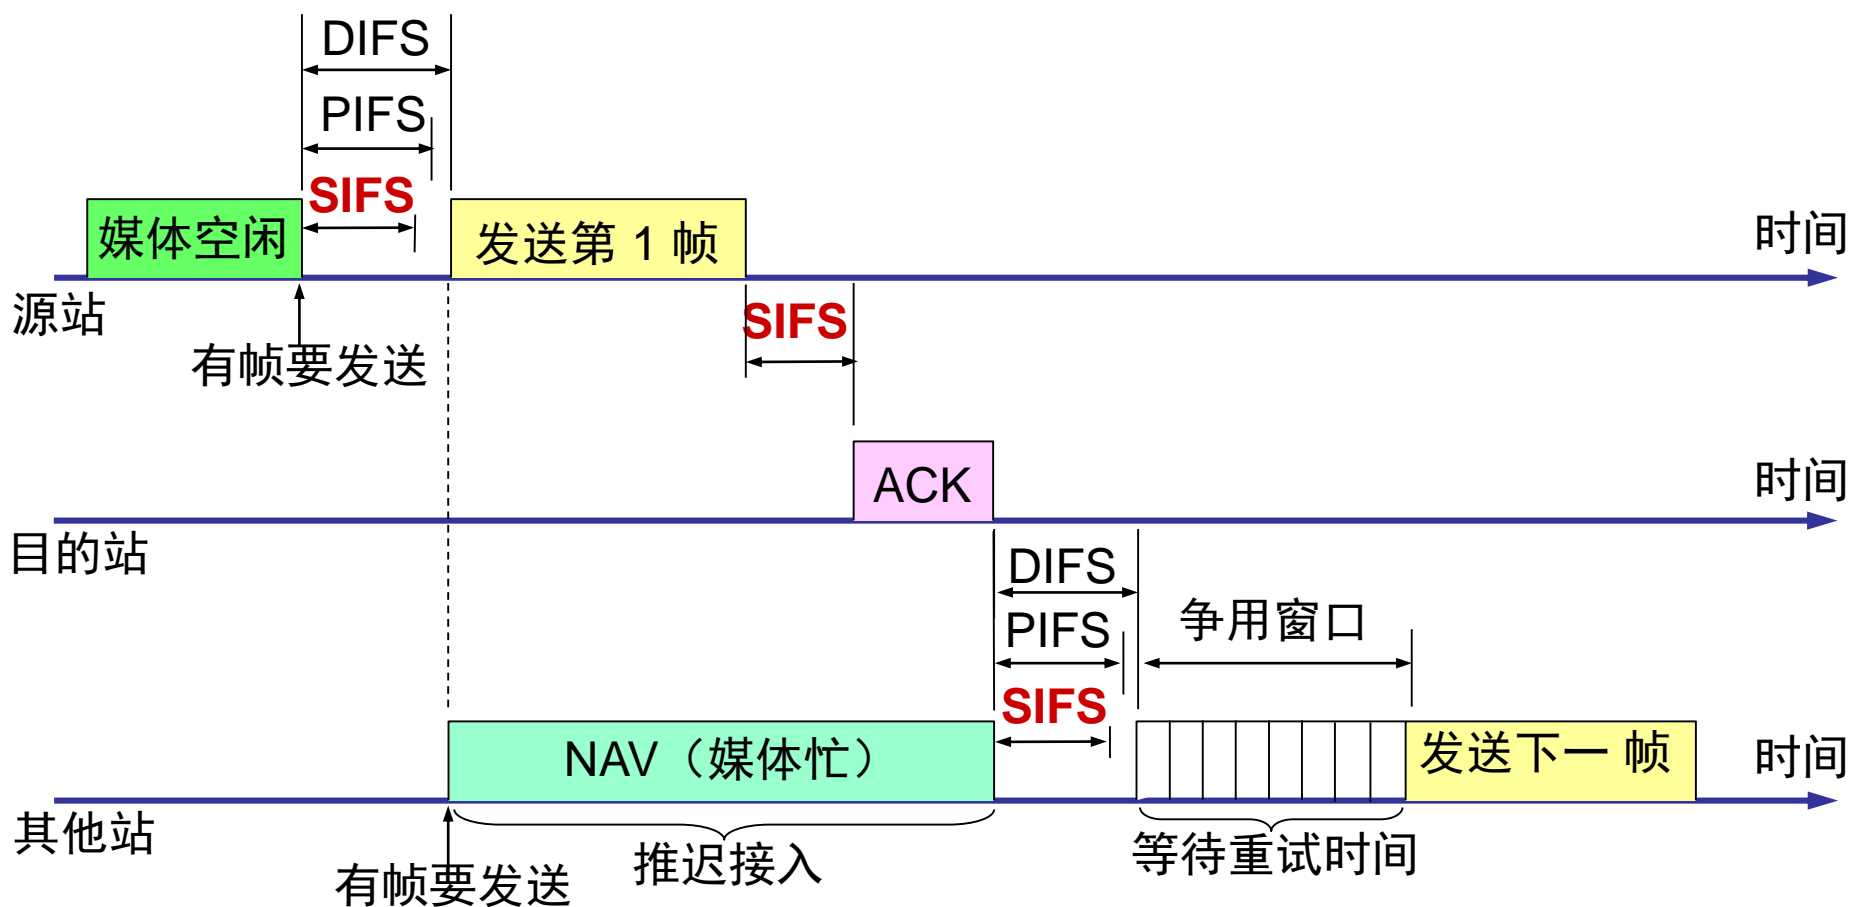 DIFS
PIFS
SIFS
媒体空闲
发送第 1 帧
时间
源站
有帧要发送
SIFS
ACK
时间
目的站
DIFS
PIFS
争用窗口
SIFS
NAV（媒体忙）
发送下一 帧
时间
其他站
推迟接入
等待重试时间
有帧要发送